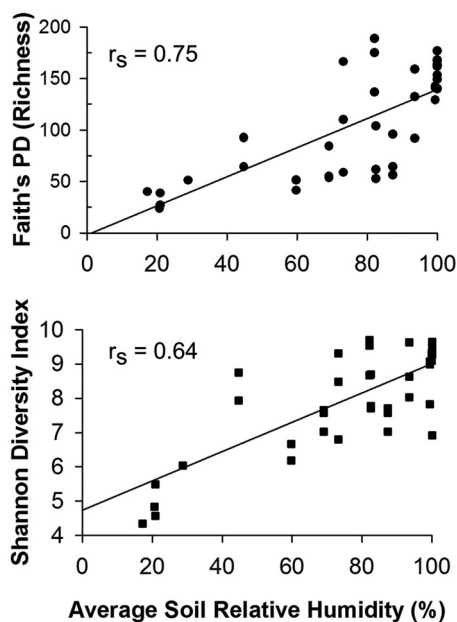 200
150
100
50
0
Faith's PD (Richness)
rs = 0.75
0 20 40 60 80 100
10
9
8
7
6
5
4
Shannon Diversity Index
rs = 0.64
0 20 40 60 80 100
Average Soil Relative Humidity (%)